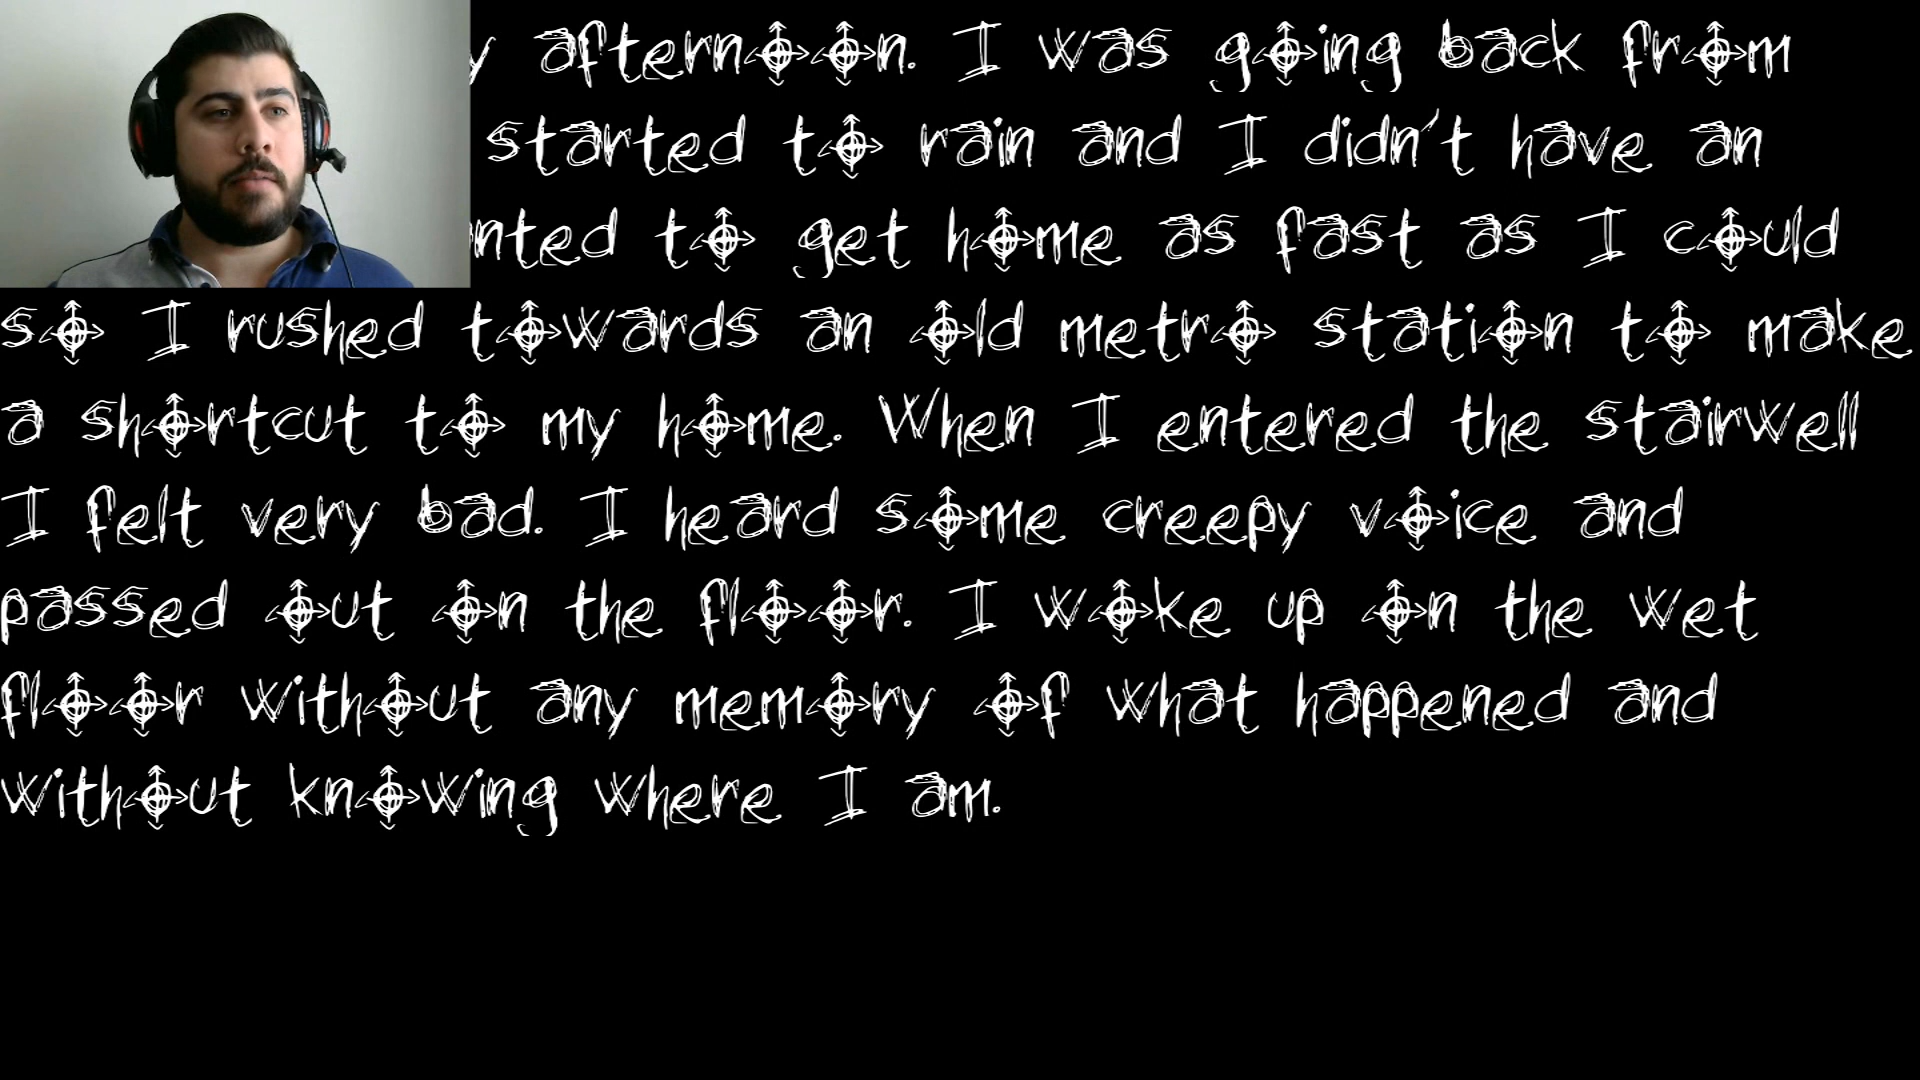 afternoon. I was going back from
started to rain and I didn't have an
to get home as fast as I could
so I rushed towards an old metro station to make
a shortcut to my home. When I entered the stairwell
I felt very bad. I heard some creepy voice and
passed out on the floor. I woke up on the wet
floor without any memory of what happened and
without knowing where I am.